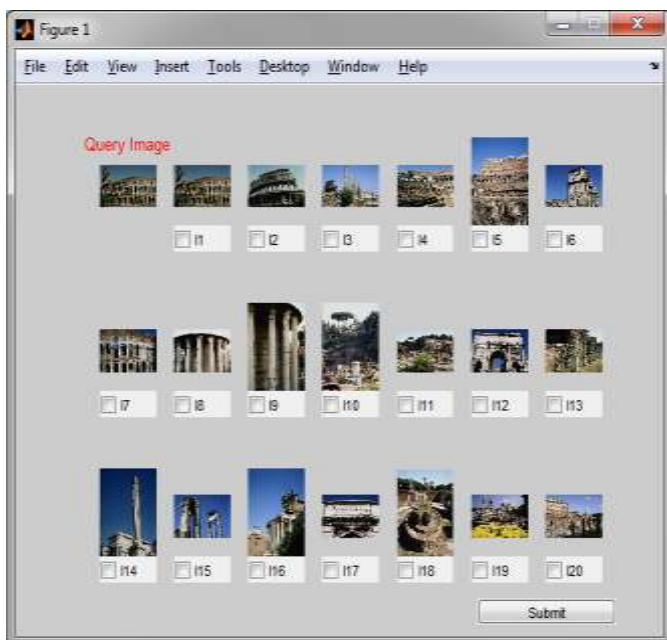 Figure 1
File Edit View Insert Tools Desktop Window Help
Query Image
I1 I2 I3 I4 I5 I6
I7 I8 I9 I10 I11 I12 I13
I14 I15 I16 I17 I18 I19 I20
Submit